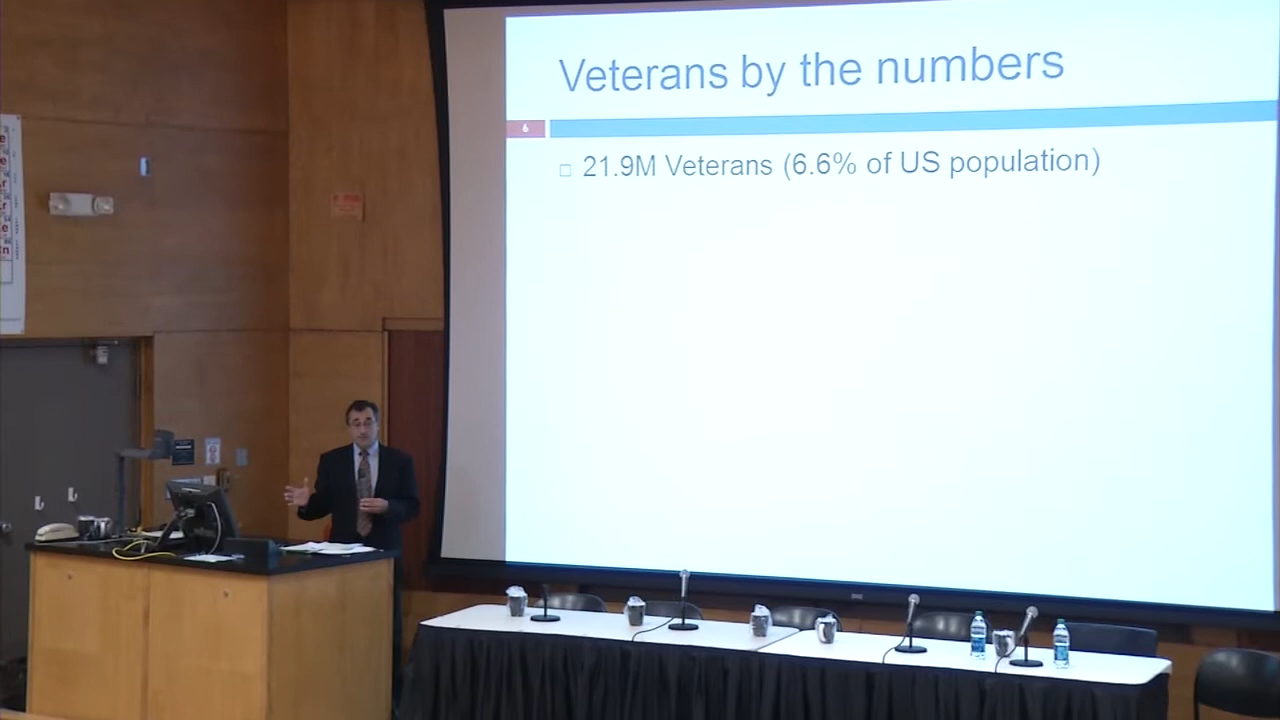 Veterans by the numbers
6
□ 21.9M Veterans (6.6% of US population)